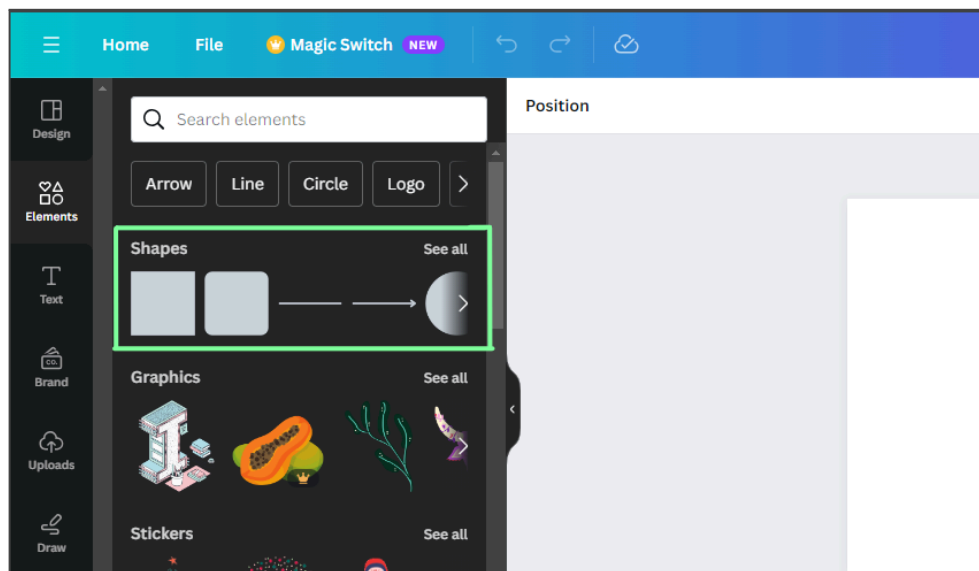 Home File Magic Switch NEW
Design
Elements
Text
Brand
CO.
Uploads
Draw
Search elements
Arrow Line Circle Logo
Shapes See all
Graphics See all
Stickers See all
Position